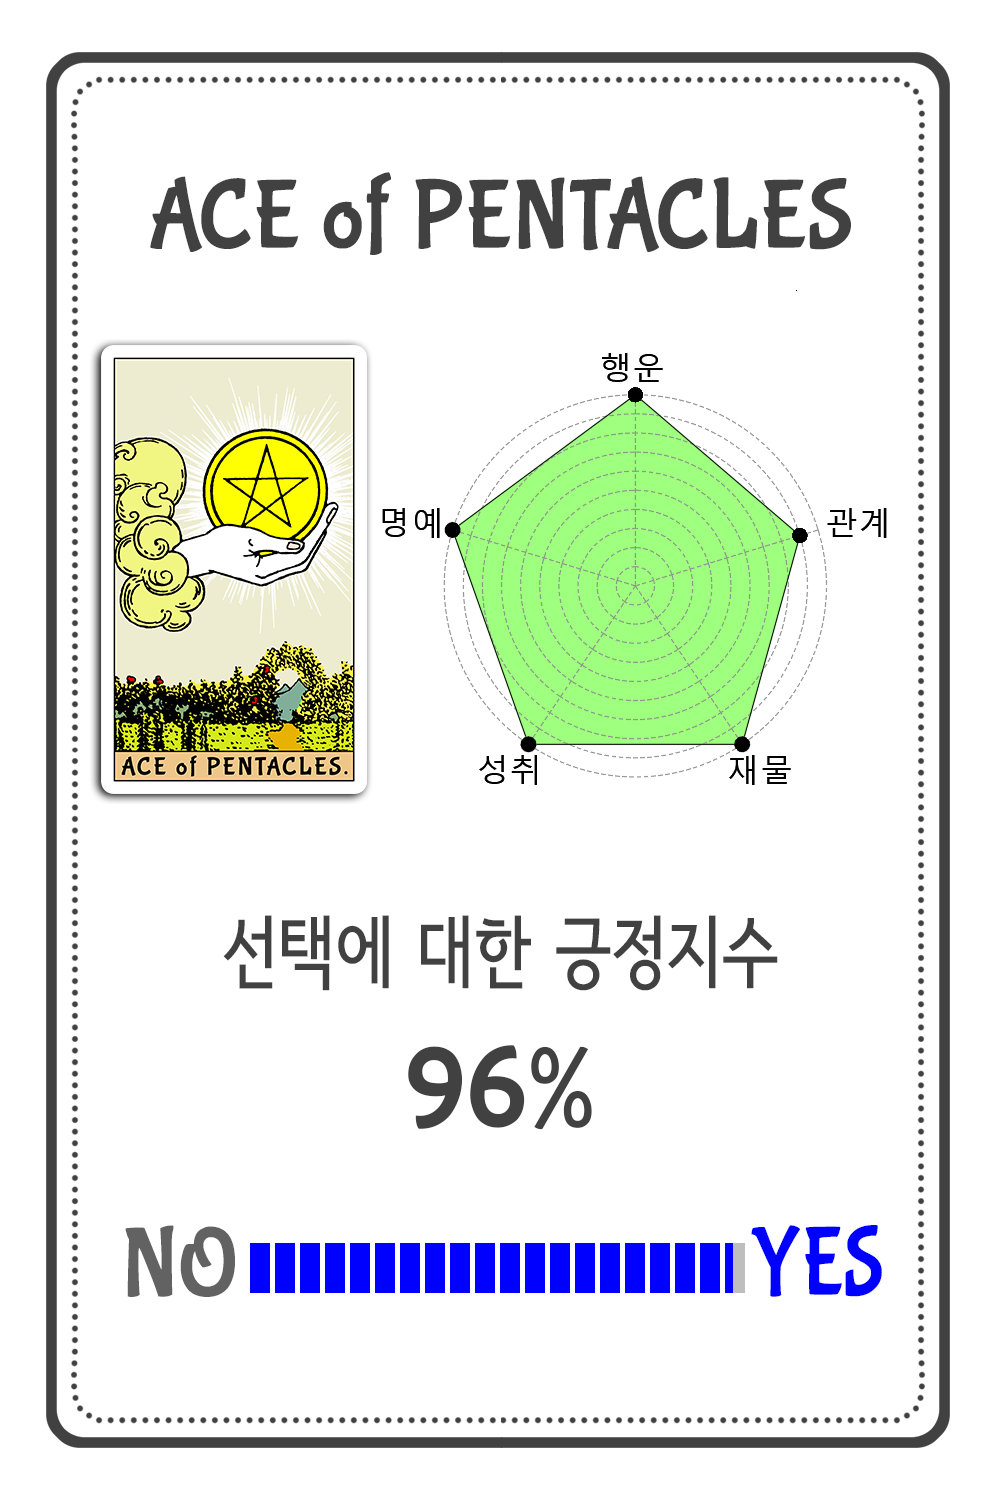 ACE of PENTACLES
행운
명예
관계
ACE of PENTACLES.
성취
재물
선택에 대한 긍정지수
96%
NO YES